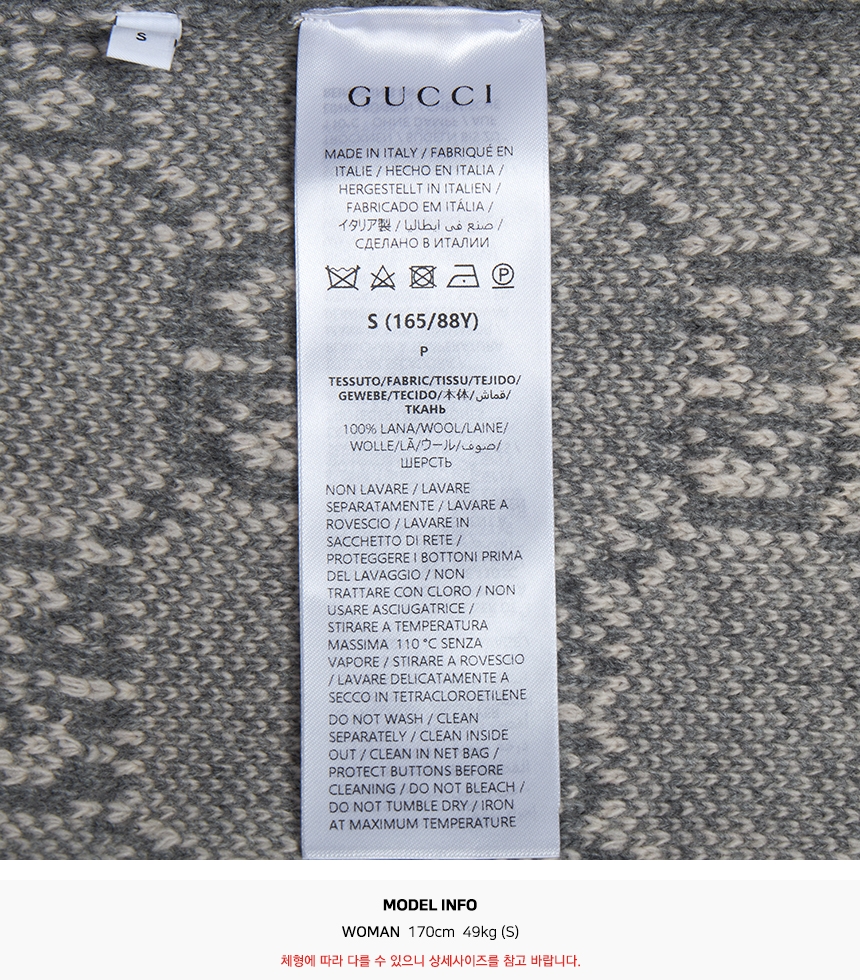 S
GUCCI
MADE IN ITALY / FABRIQUÉ EN
ITALIE / HECHO EN ITALIA /
HERGESTELLT IN ITALIEN /
FABRICADO EM ITÁLIA /
イタリア製 / صنع في ايطاليا /
СДЕЛАНО В ИТАЛИИ
P
S (165/88Y)
P
TESSUTO/FABRIC/TISSU/TEJIDO/
GEWEBE/TECIDO/本体/قماش/
ТКАНЬ
100% LANA/WOOL/LAINE/
WOLLE/LÃ/ウール/صوف/
ШЕРСТЬ
NON LAVARE / LAVARE
SEPARATAMENTE / LAVARE A
ROVESCIO / LAVARE IN
SACCHETTO DI RETE /
PROTEGGERE I BOTTONI PRIMA
DEL LAVAGGIO / NON
TRATTARE CON CLORO / NON
USARE ASCIUGATRICE /
STIRARE A TEMPERATURA
MASSIMA 110 °C SENZA
VAPORE / STIRARE A ROVESCIO
/ LAVARE DELICATAMENTE A
SECCO IN TETRACLOROETILENE
DO NOT WASH / CLEAN
SEPARATELY / CLEAN INSIDE
OUT / CLEAN IN NET BAG /
PROTECT BUTTONS BEFORE
CLEANING / DO NOT BLEACH /
DO NOT TUMBLE DRY / IRON
AT MAXIMUM TEMPERATURE
MODEL INFO
WOMAN 170cm 49kg (S)
체형에 따라 다를 수 있으니 상세사이즈를 참고 바랍니다.